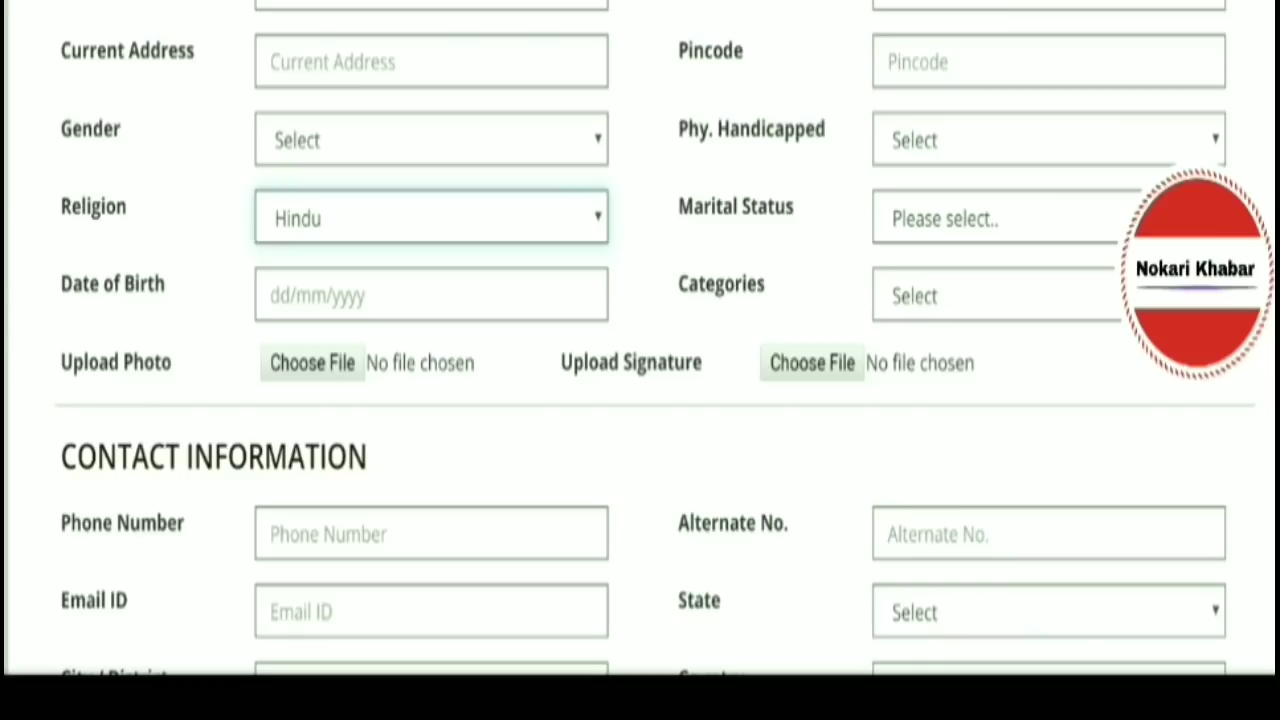 Current Address Current Address Pincode Pincode
Gender Select Phy. Handicapped Select
Religion Hindu Marital Status Please select..
Nokari Khabar
Date of Birth dd/mm/yyyy Categories Select
Upload Photo Choose File No file chosen Upload Signature Choose File No file chosen
CONTACT INFORMATION
Phone Number Phone Number Alternate No. Alternate No.
Email ID Email ID State Select